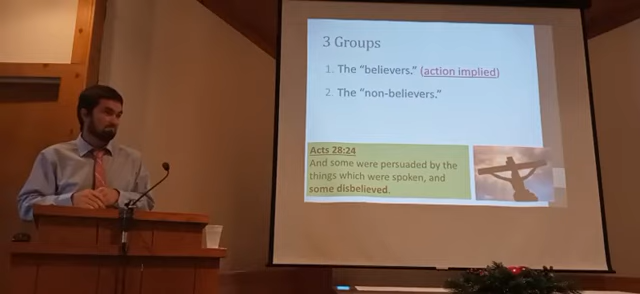 3 Groups
1. The “believers.” (action implied)
2. The “non-believers.”
Acts 28:24
And some were persuaded by the
things which were spoken, and
some disbelieved.